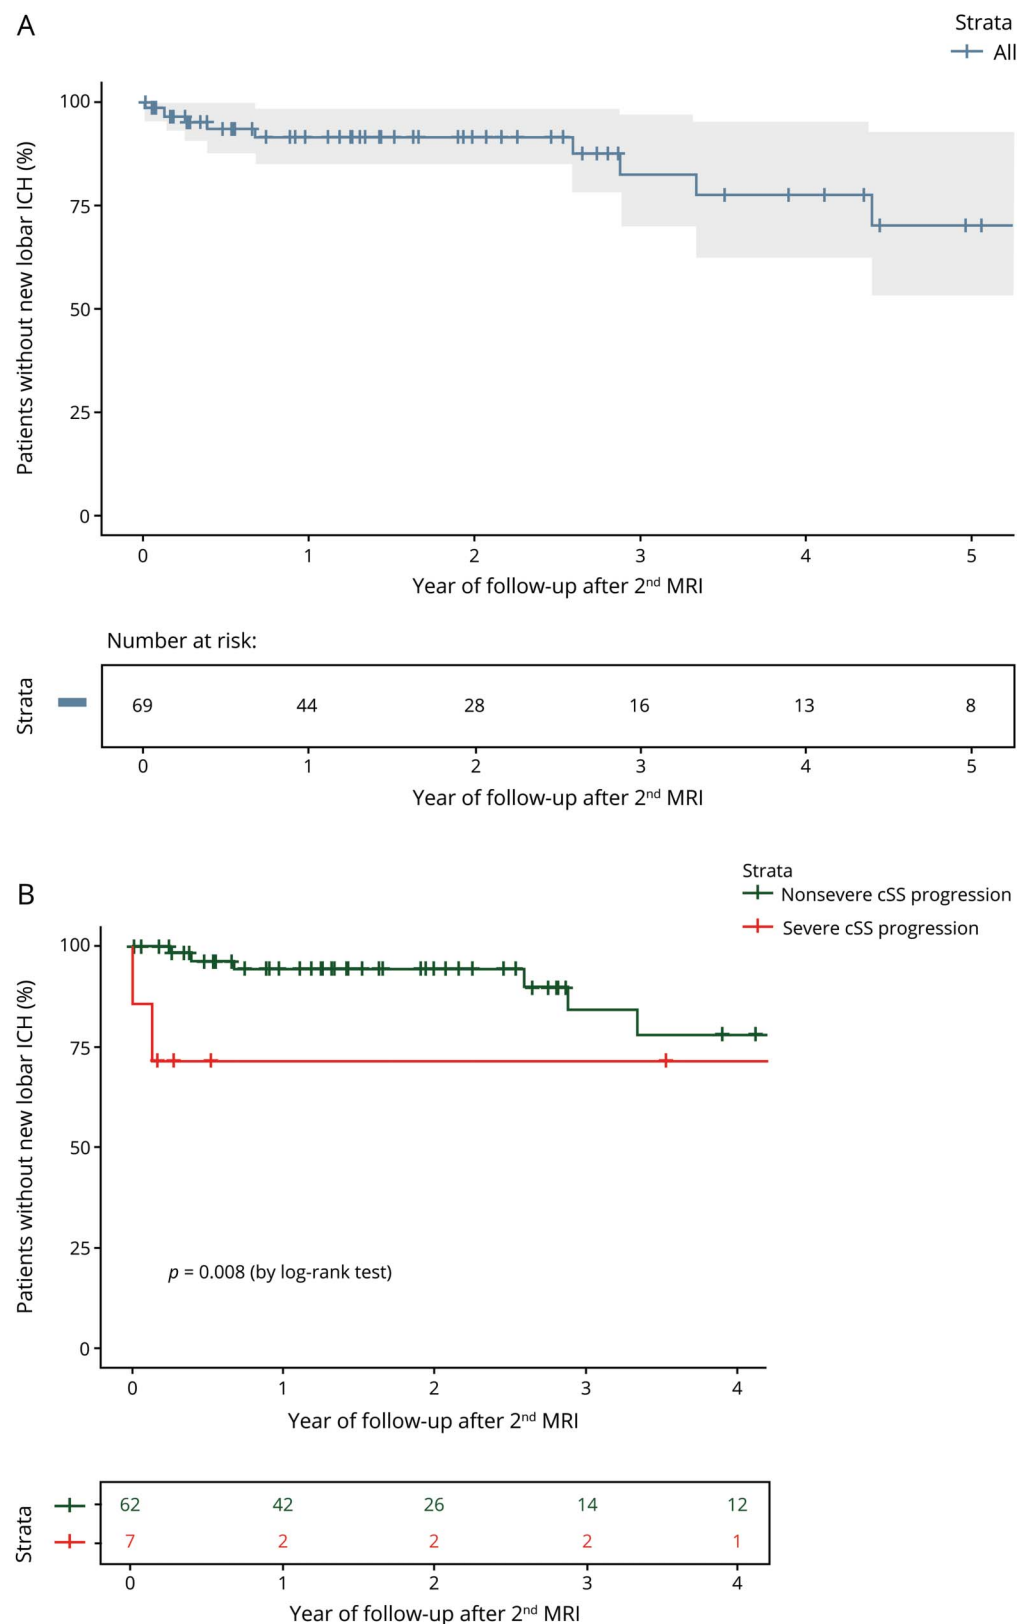 A
Strata
All
Patients without new lobar ICH (%)
100
75
50
25
0
0 1 2 3 4 5
Year of follow-up after 2nd MRI
Number at risk:
Strata
69 44 28 16 13 8
0 1 2 3 4 5
Year of follow-up after 2nd MRI
B
Strata
Nonsevere cSS progression
Severe cSS progression
Patients without new lobar ICH (%)
100
75
50
25
0
p = 0.008 (by log-rank test)
0 1 2 3 4
Year of follow-up after 2nd MRI
Strata
62 42 26 14 12
7 2 2 2 1
0 1 2 3 4
Year of follow-up after 2nd MRI